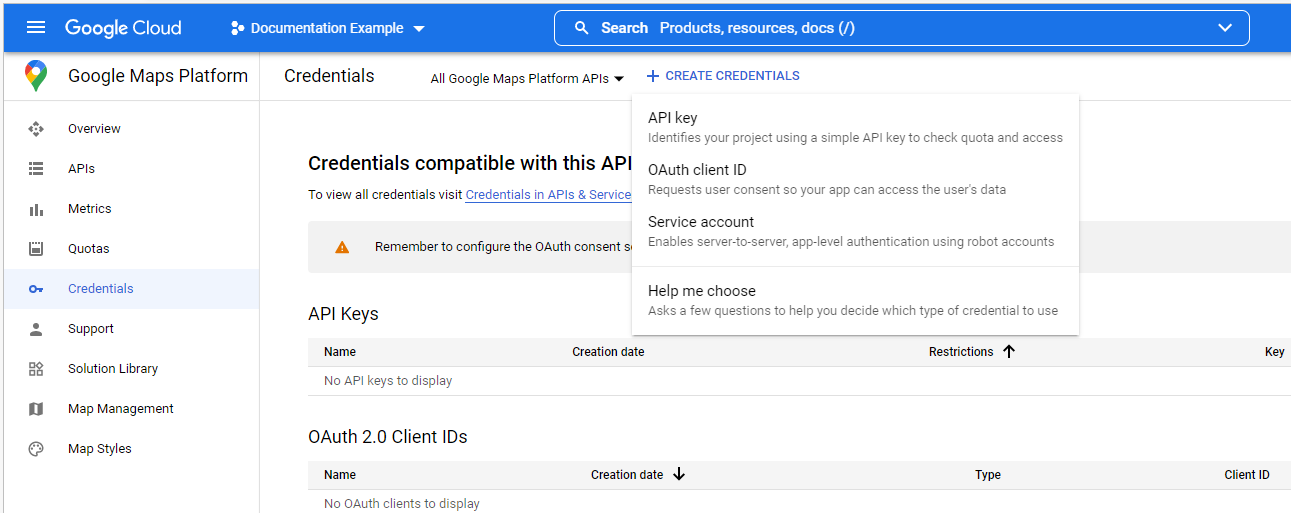 Google Cloud
Documentation Example
Search Products, resources, docs (/)
Google Maps Platform
Credentials
All Google Maps Platform APIs
CREATE CREDENTIALS
Overview
APIs
Metrics
Quotas
Credentials
Support
Solution Library
Map Management
Map Styles
API key
Identifies your project using a simple API key to check quota and access
OAuth client ID
Requests user consent so your app can access the user's data
Service account
Enables server-to-server, app-level authentication using robot accounts
Help me choose
Asks a few questions to help you decide which type of credential to use
Credentials compatible with this API
To view all credentials visit Credentials in APIs & Service
Remember to configure the OAuth consent
API Keys
Name Creation date Restrictions Key
No API keys to display
OAuth 2.0 Client IDs
Name Creation date Type Client ID
No OAuth clients to display